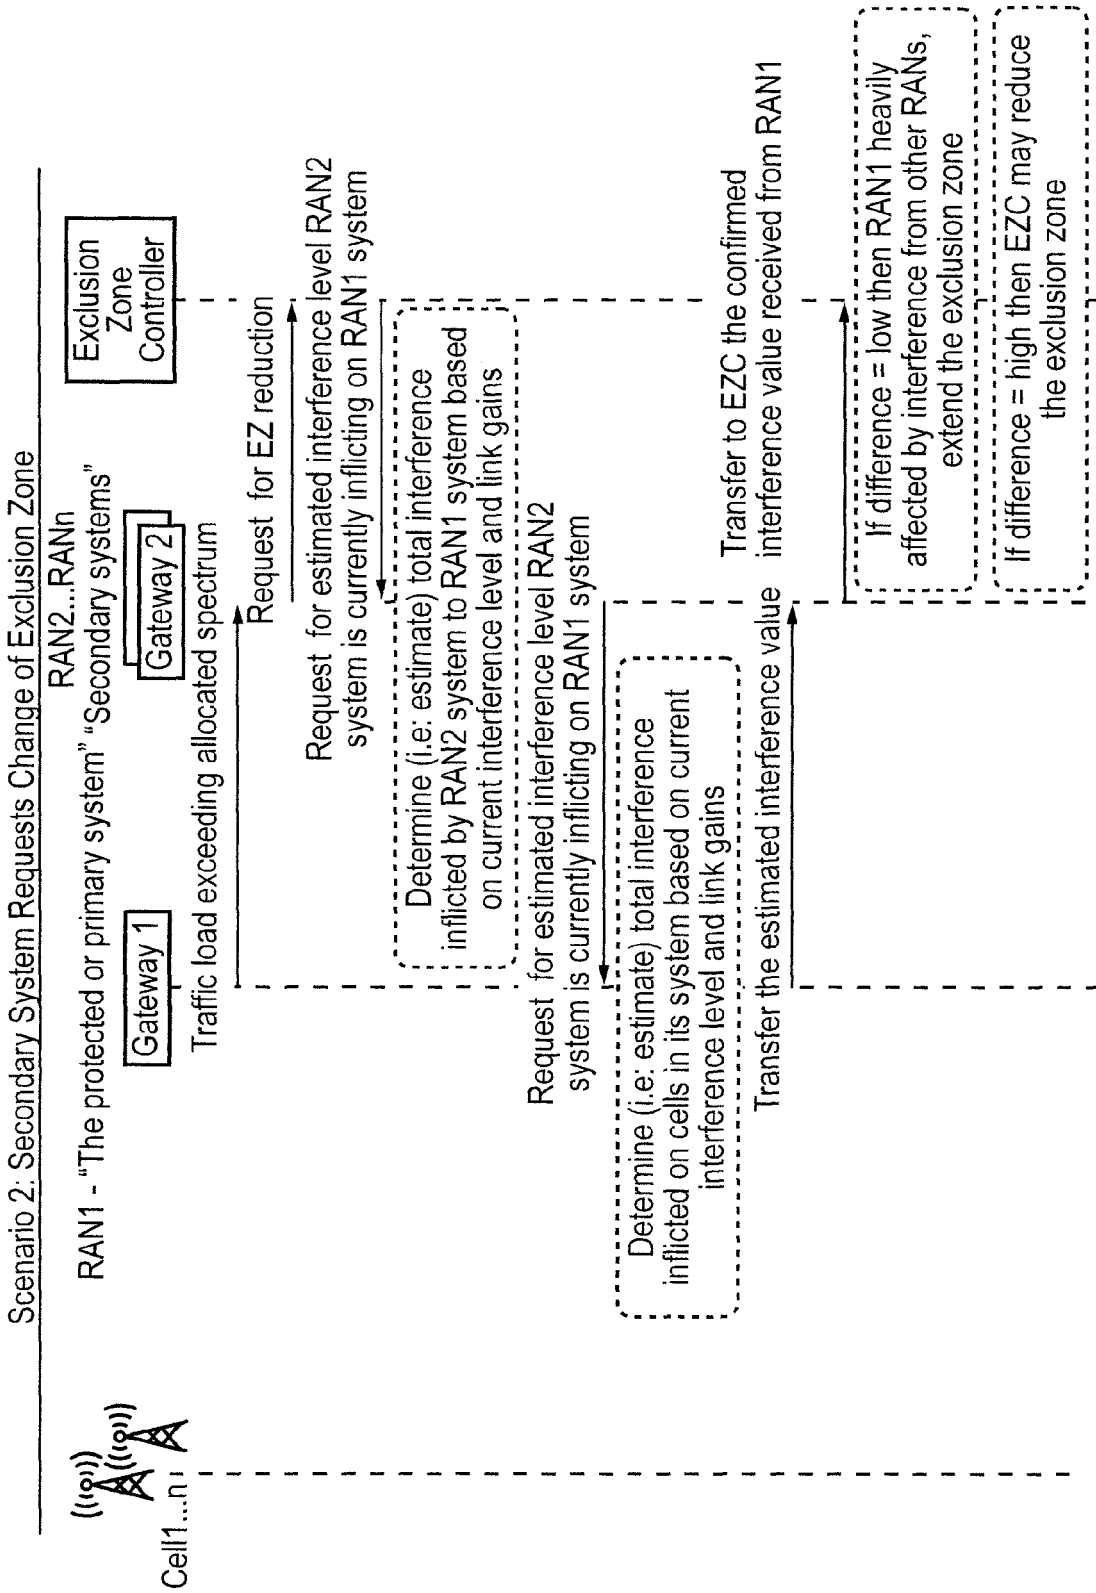 Scenario 2: Secondary System Requests Change of Exclusion Zone
RAN2...RANn
RAN1 - "The protected or primary system" "Secondary systems"
Cell1...n
Gateway 1
Gateway 2
Exclusion
Zone
Controller
Traffic load exceeding allocated spectrum
Request for EZ reduction
Request for estimated interference level RAN2
system is currently inflicting on RAN1 system
Determine (i.e: estimate) total interference
inflicted by RAN2 system to RAN1 system based
on current interference level and link gains
Request for estimated interference level RAN2
system is currently inflicting on RAN1 system
Determine (i.e: estimate) total interference
inflicted on cells in its system based on current
interference level and link gains
Transfer the estimated interference value
Transfer to EZC the confirmed
interference value received from RAN1
If difference = low then RAN1 heavily
affected by interference from other RANs,
extend the exclusion zone
If difference = high then EZC may reduce
the exclusion zone